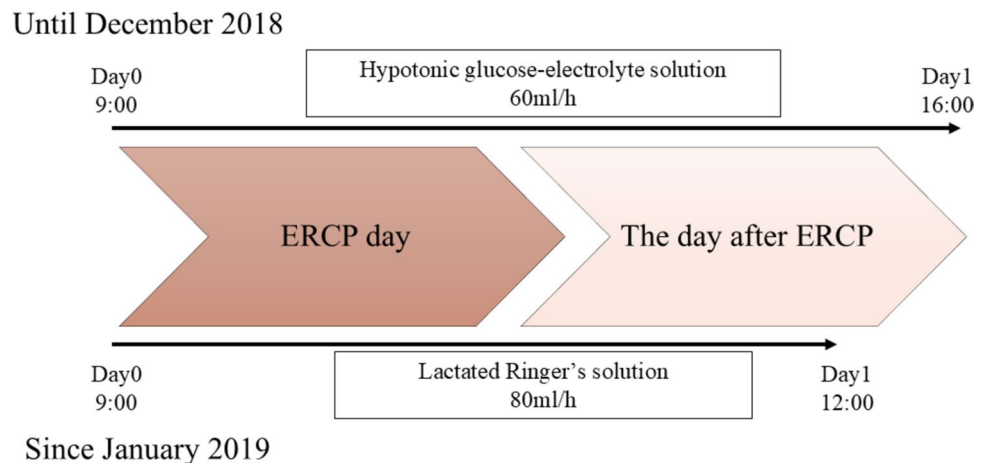 Until December 2018
Day0
9:00
Hypotonic glucose-electrolyte solution
60ml/h
Day1
16:00
ERCP day
The day after ERCP
Day0
9:00
Lactated Ringer’s solution
80ml/h
Day1
12:00
Since January 2019